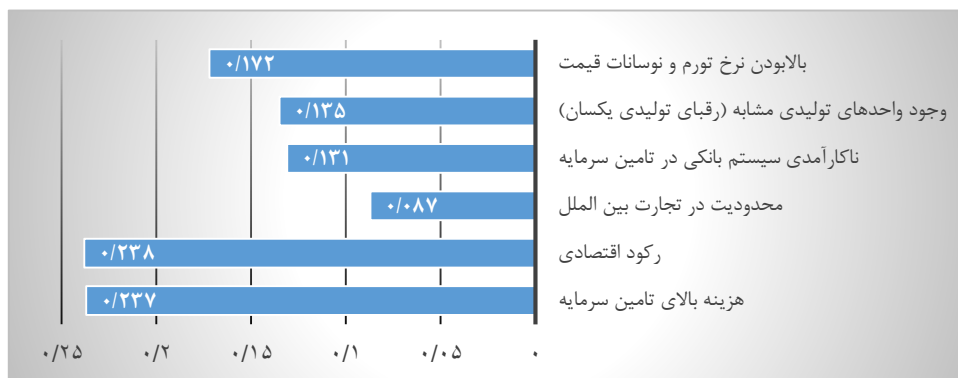 بالابودن نرخ تورم و نوسانات قیمت
۰/۱۷۲
وجود واحدهای تولیدی مشابه (رقبای تولیدی یکسان)
۰/۱۳۵
ناکارآمدی سیستم بانکی در تامین سرمایه
۰/۱۳۱
محدودیت در تجارت بین الملل
۰/۰۸۷
رکود اقتصادی
۰/۲۳۸
هزینه بالای تامین سرمایه
۰/۲۳۷
۰ ۰/۰۵ ۰/۱ ۰/۱۵ ۰/۲ ۰/۲۵